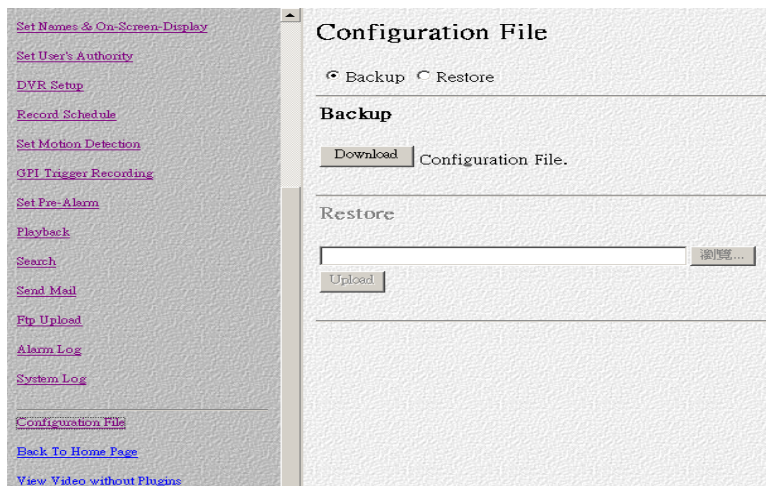 Set Names & On-Screen-Display
Set User's Authority
DVR Setup
Record Schedule
Set Motion Detection
GPI Trigger Recording
Set Pre-Alarm
Playback
Search
Send Mail
Ftp Upload
Alarm Log
System Log
Configuration File
Back To Home Page
View Video without Plugins
Configuration File
Backup Restore
Backup
Download Configuration File.
Restore
瀏覽...
Upload